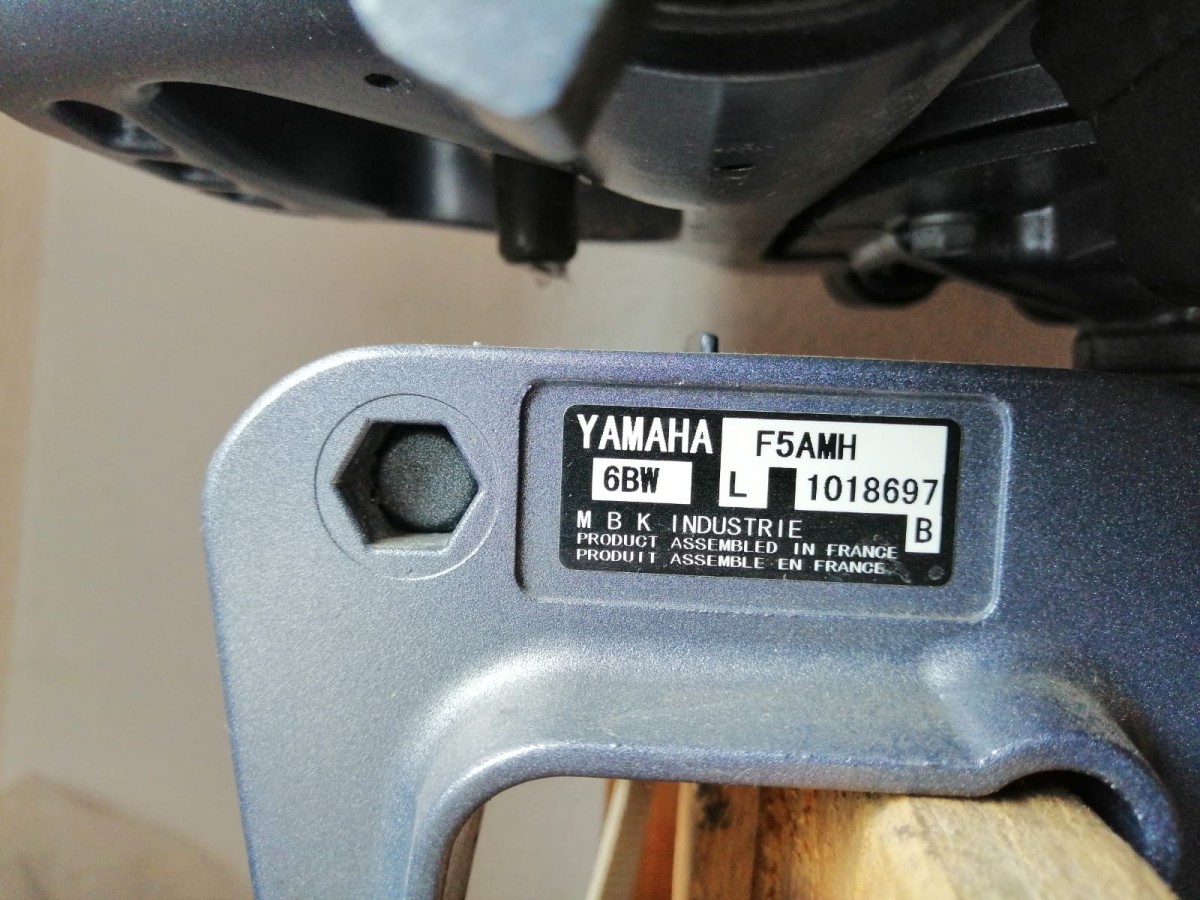 YAMAHA F5AMH
6BW L 1018697
B
M B K INDUSTRIE
PRODUCT ASSEMBLED IN FRANCE
PRODUIT ASSEMBLE EN FRANCE